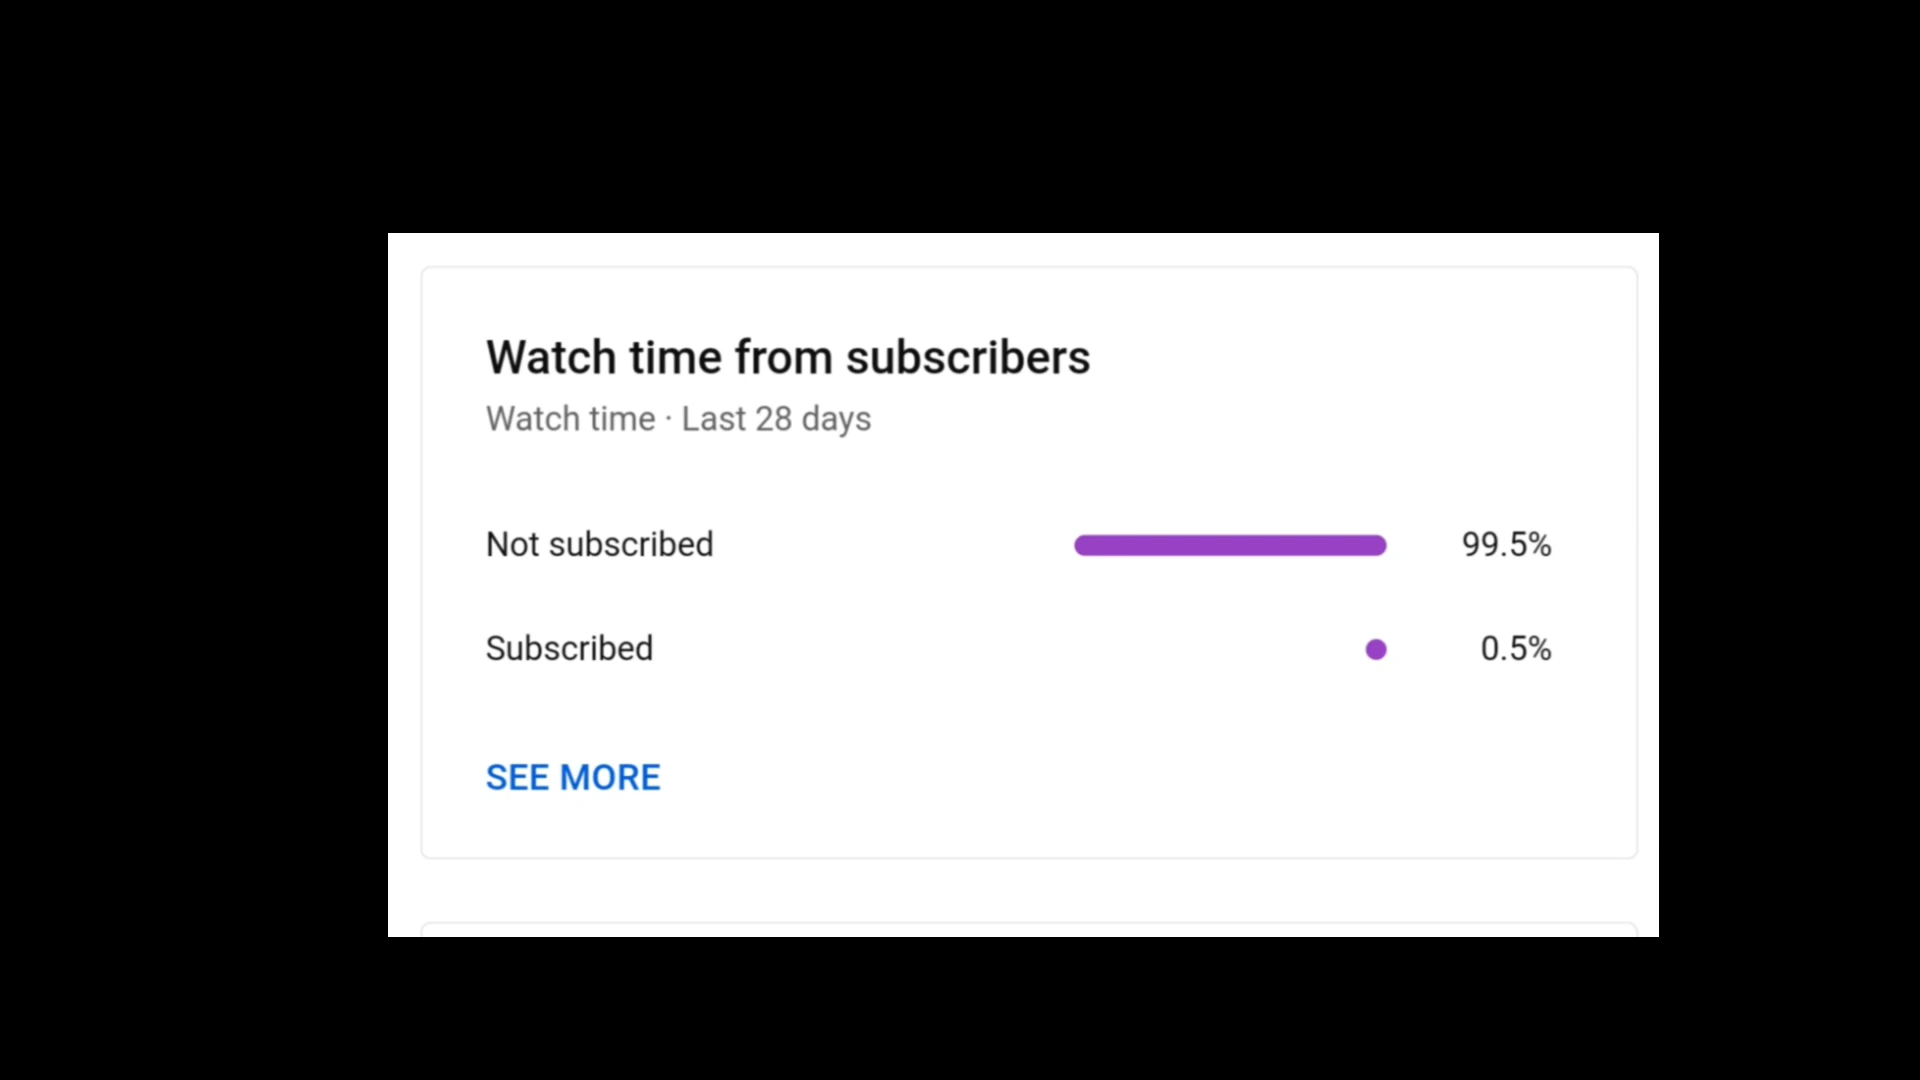 Watch time from subscribers
Watch time · Last 28 days
Not subscribed 99.5%
Subscribed 0.5%
SEE MORE